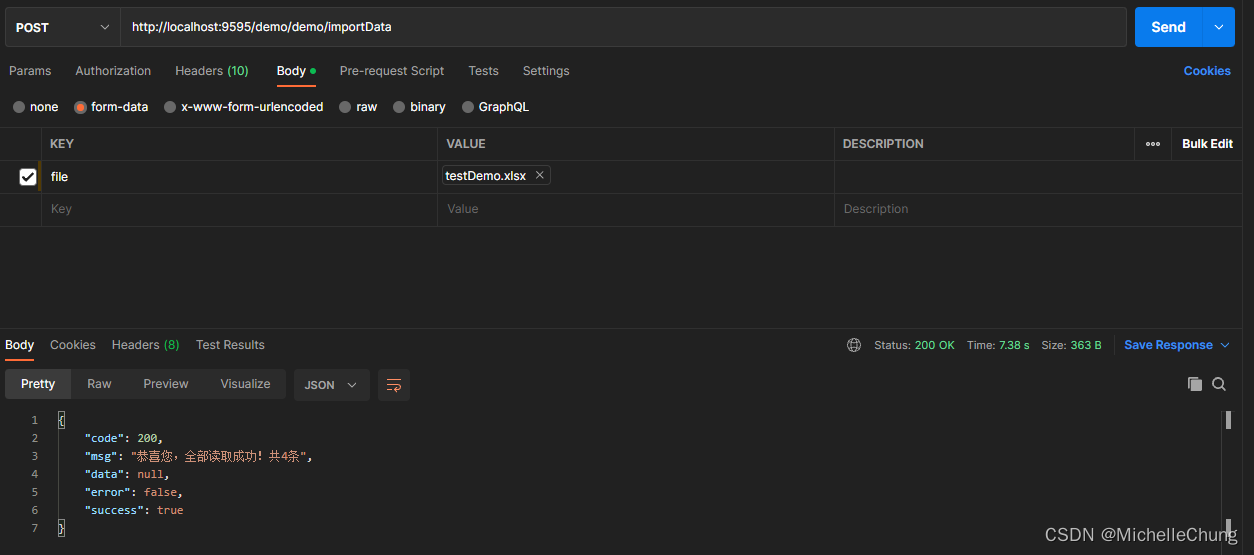 POST http://localhost:9595/demo/demo/importData Send
Params Authorization Headers (10) Body Pre-request Script Tests Settings Cookies
none form-data x-www-form-urlencoded raw binary GraphQL
KEY VALUE DESCRIPTION Bulk Edit
file testDemo.xlsx
Key Value Description
Body Cookies Headers (8) Test Results Status: 200 OK Time: 7.38 s Size: 363 B Save Response
Pretty Raw Preview Visualize JSON
1 {
2 "code": 200,
3 "msg": "恭喜您，全部读取成功！共4条",
4 "data": null,
5 "error": false,
6 "success": true
7 }
CSDN @MichelleChung